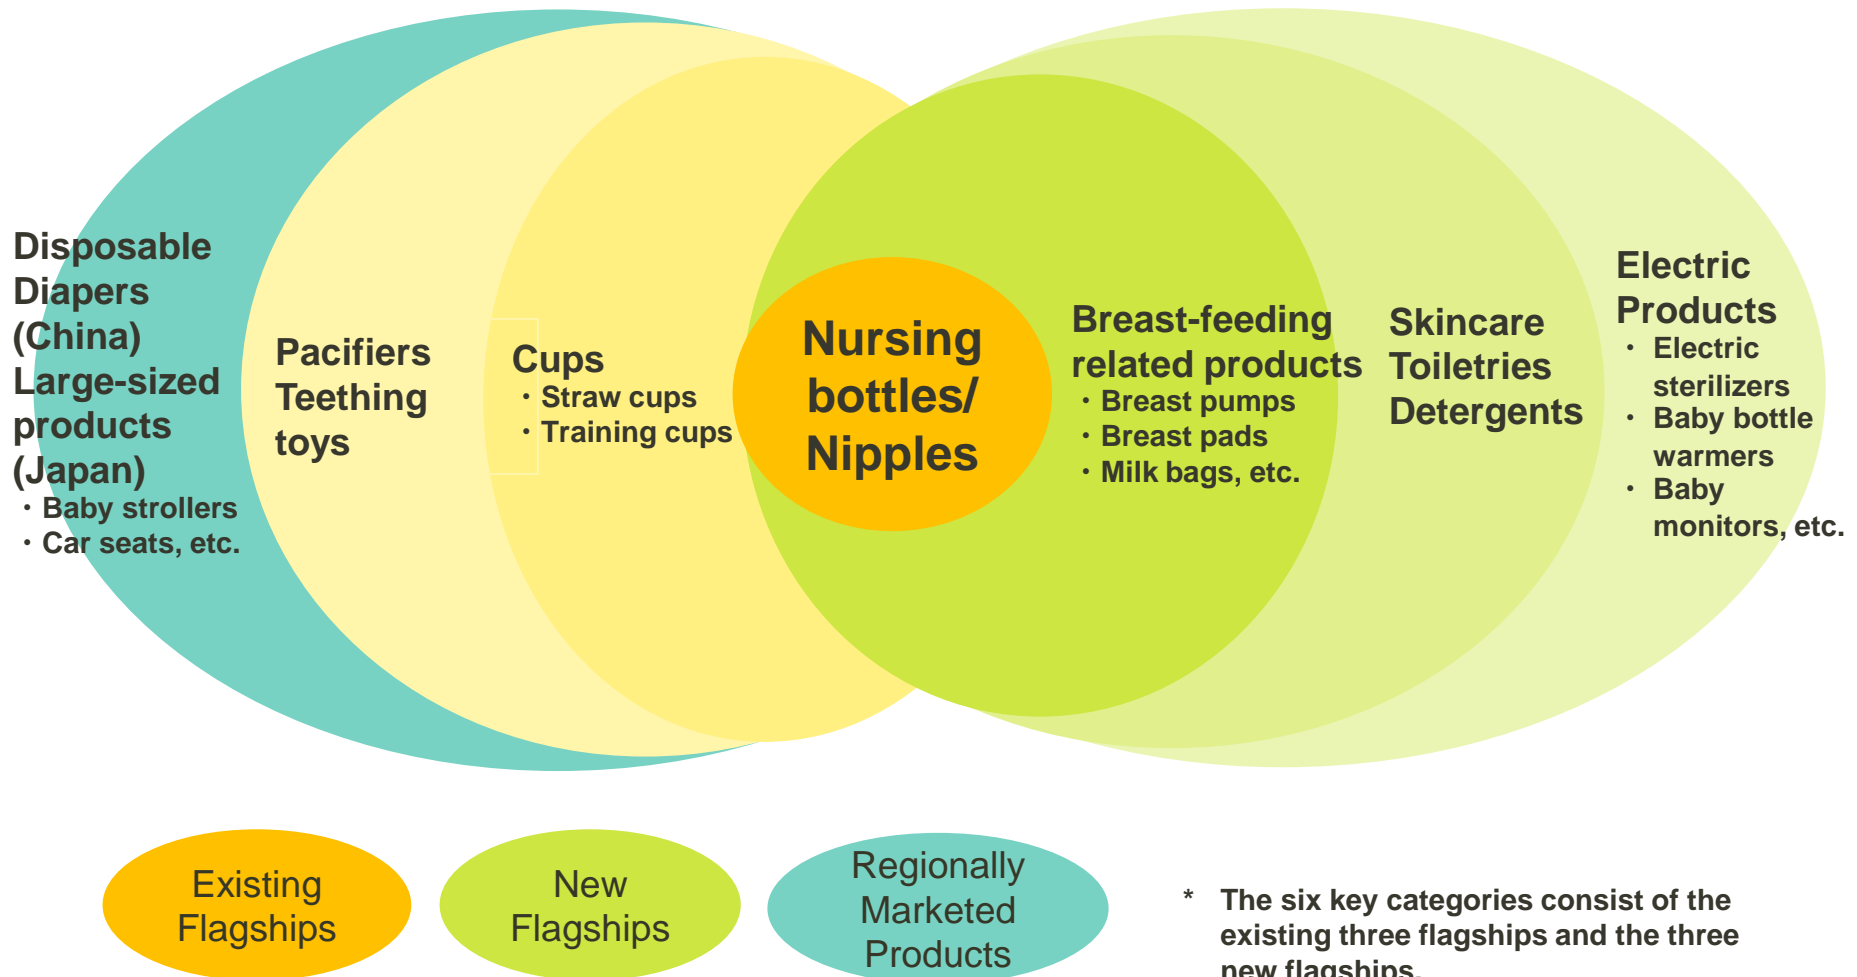 Disposable
Diapers
(China)
Large-sized
products
(Japan)
・Baby strollers
・Car seats, etc.
Pacifiers
Teething
toys
Cups
・Straw cups
・Training cups
Nursing
bottles/
Nipples
Breast-feeding
related products
・Breast pumps
・Breast pads
・Milk bags, etc.
Skincare
Toiletries
Detergents
Electric
Products
・ Electric
sterilizers
・ Baby bottle
warmers
・ Baby
monitors, etc.
Existing
Flagships
New
Flagships
Regionally
Marketed
Products
* The six key categories consist of the
existing three flagships and the three
new flagships.